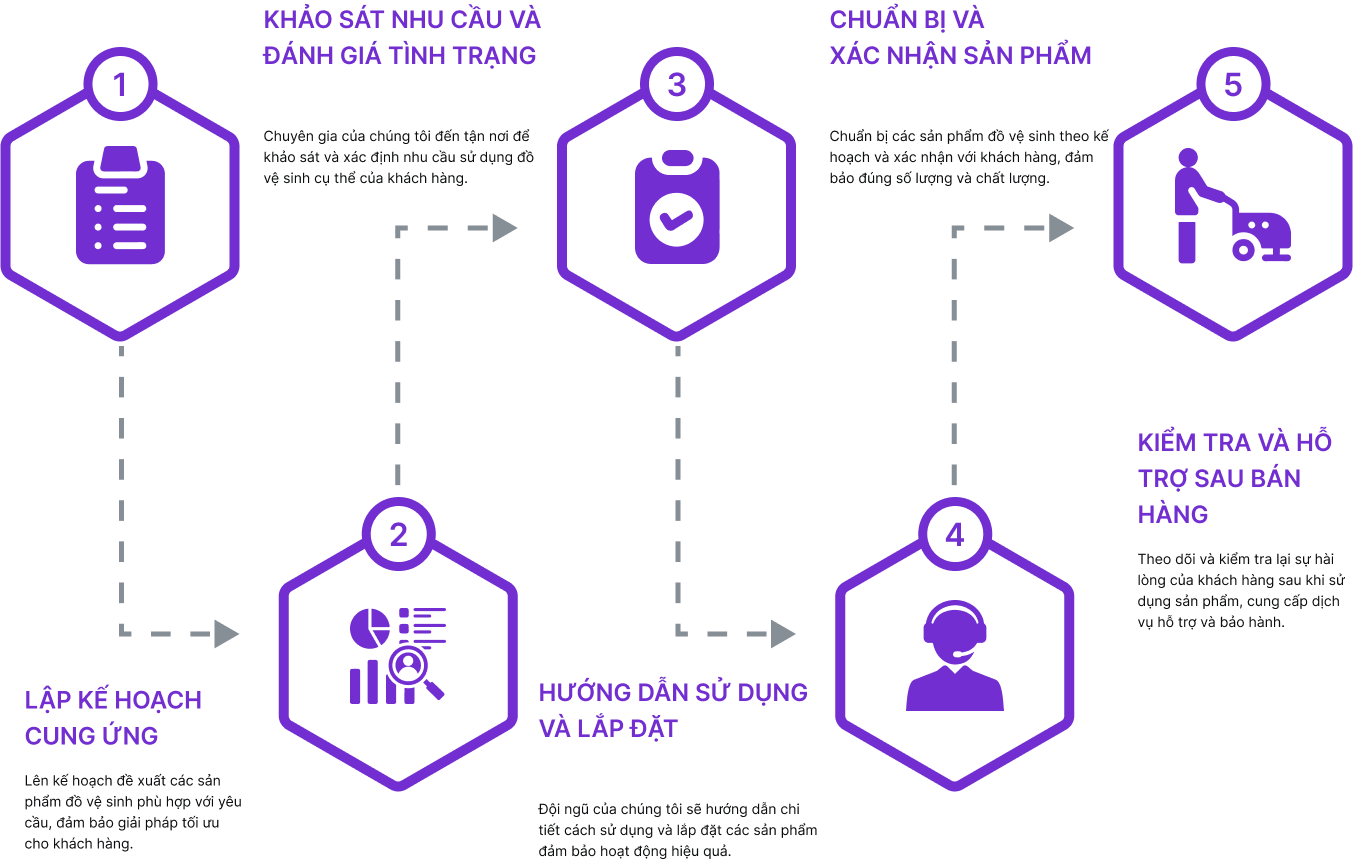 1
KHẢO SÁT NHU CẦU VÀ
ĐÁNH GIÁ TÌNH TRẠNG
Chuyên gia của chúng tôi đến tận nơi để
khảo sát và xác định nhu cầu sử dụng đồ
vệ sinh cụ thể của khách hàng.
3
CHUẨN BỊ VÀ
XÁC NHẬN SẢN PHẨM
Chuẩn bị các sản phẩm đồ vệ sinh theo kế
hoạch và xác nhận với khách hàng, đảm
bảo đúng số lượng và chất lượng.
5
LẬP KẾ HOẠCH
CUNG ỨNG
Lên kế hoạch đề xuất các sản
phẩm đồ vệ sinh phù hợp với yêu
cầu, đảm bảo giải pháp tối ưu
cho khách hàng.
2
HƯỚNG DẪN SỬ DỤNG
VÀ LẮP ĐẶT
Đội ngũ của chúng tôi sẽ hướng dẫn chi
tiết cách sử dụng và lắp đặt các sản phẩm
đảm bảo hoạt động hiệu quả.
4
KIỂM TRA VÀ HỖ
TRỢ SAU BÁN
HÀNG
Theo dõi và kiểm tra lại sự hài
lòng của khách hàng sau khi sử
dụng sản phẩm, cung cấp dịch
vụ hỗ trợ và bảo hành.